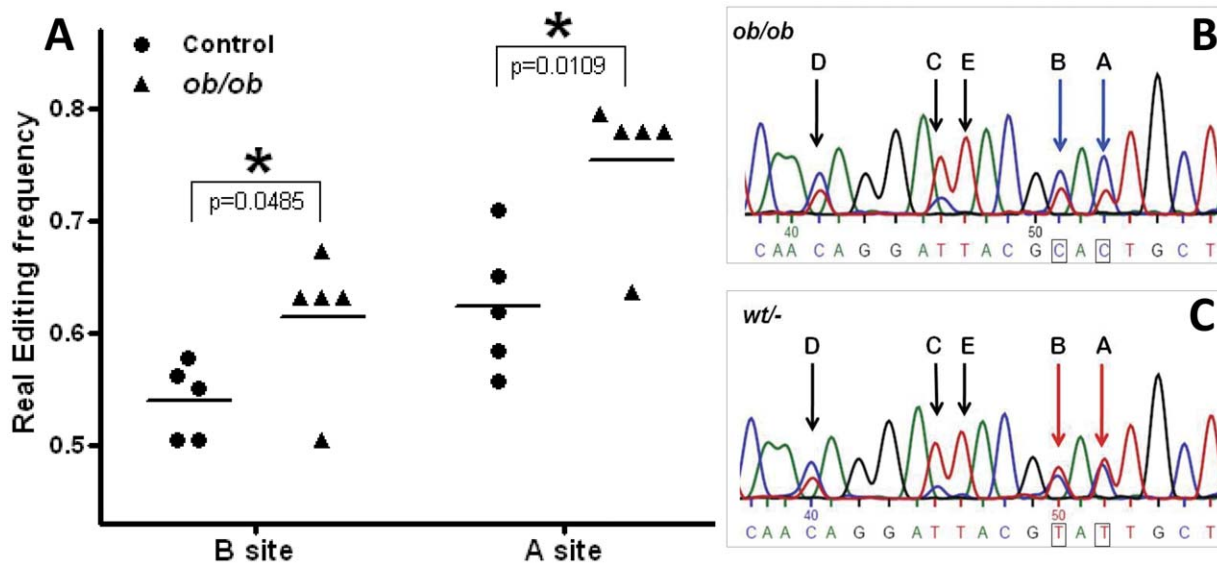 A
Control
ob/ob
*
p=0.0109
*
p=0.0485
Real Editing frequency
0.8
0.7
0.6
0.5
B site
A site
B
ob/ob
D C E B A
40 50
C A A C A G G A T T A C G C A C T G C T
C
wt/-
D C E B A
40 50
C A A C A G G A T T A C G T A T T G C T